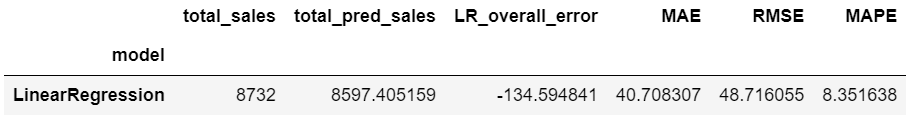 total_sales total_pred_sales LR_overall_error MAE RMSE MAPE
model
LinearRegression 8732 8597.405159 -134.594841 40.708307 48.716055 8.351638